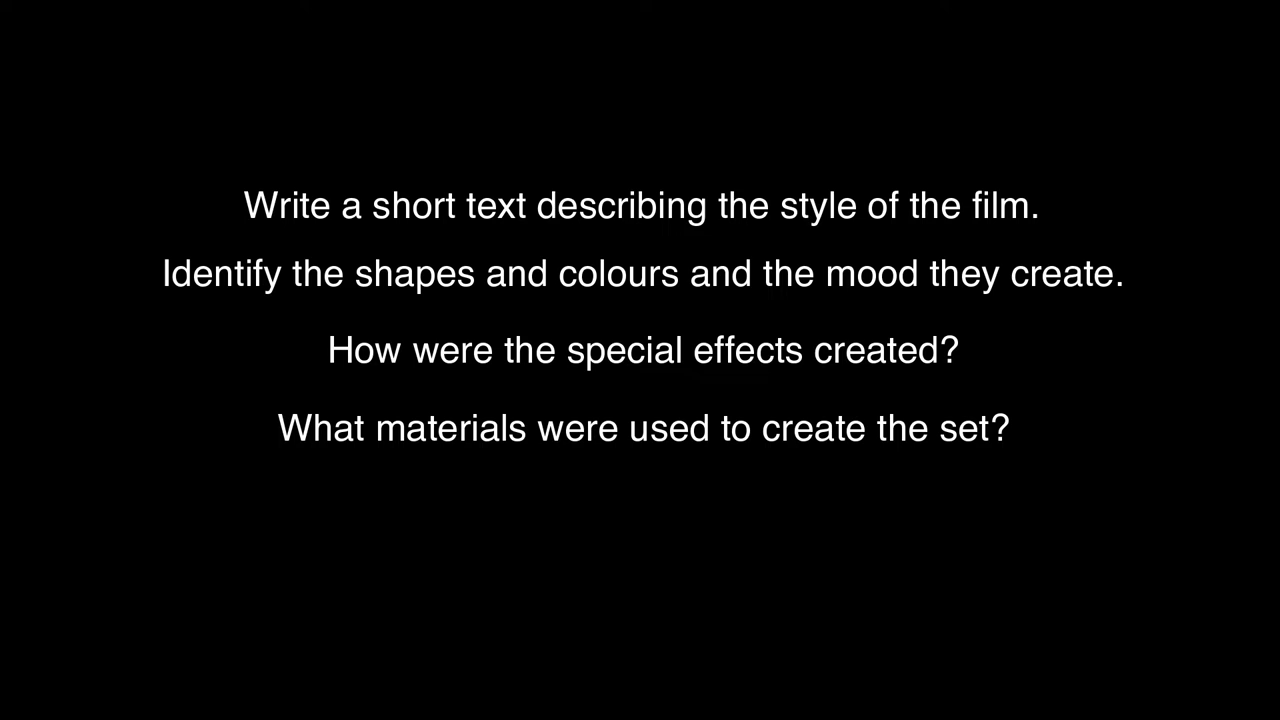 Write a short text describing the style of the film.
Identify the shapes and colours and the mood they create.
How were the special effects created?
What materials were used to create the set?